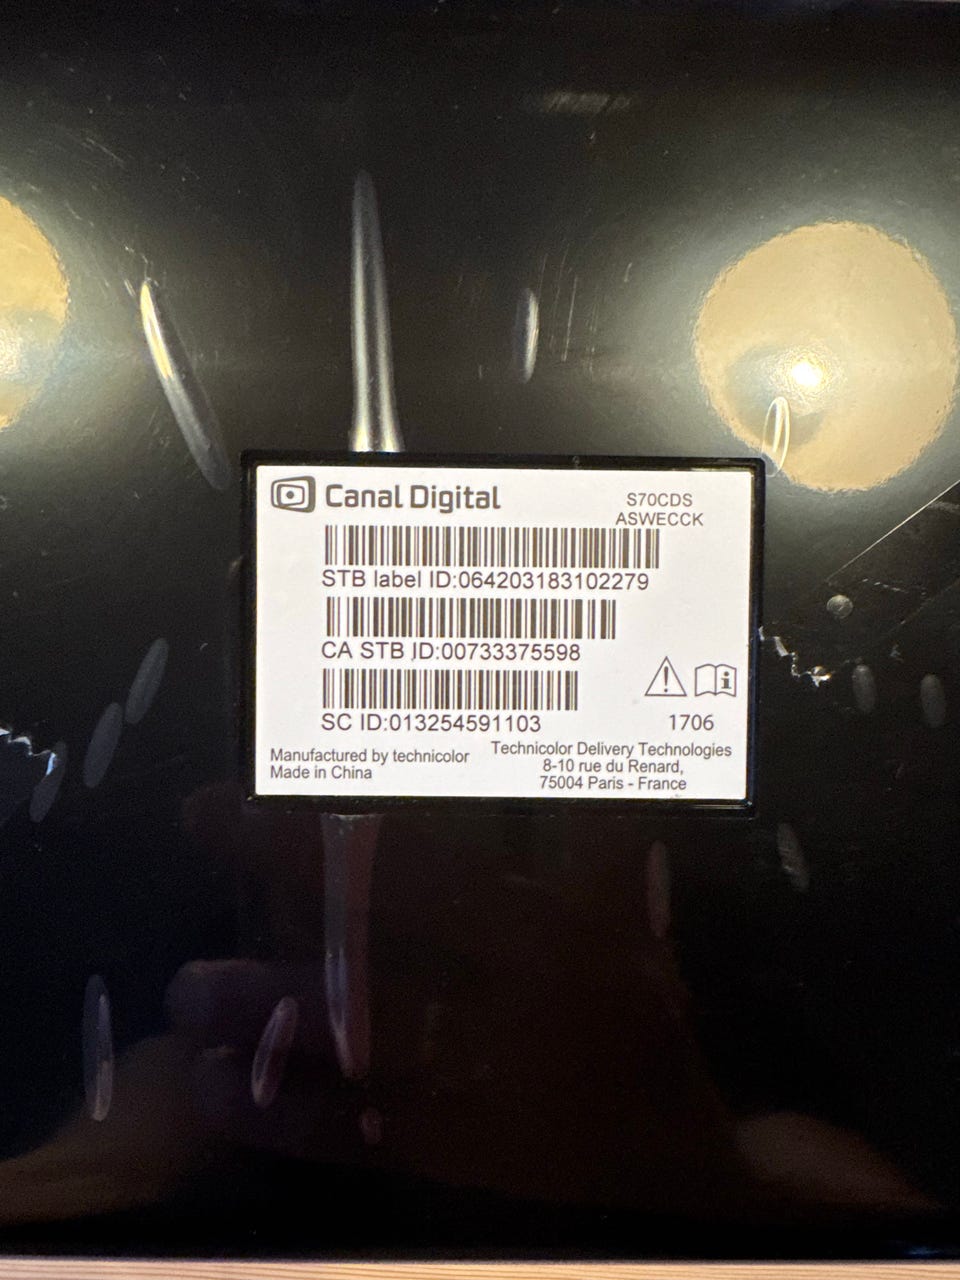 Canal Digital
S70CDS
ASWECCK
STB label ID:064203183102279
CA STB ID:00733375598
SC ID:013254591103
1706
Manufactured by technicolor
Made in China
Technicolor Delivery Technologies
8-10 rue du Renard,
75004 Paris - France